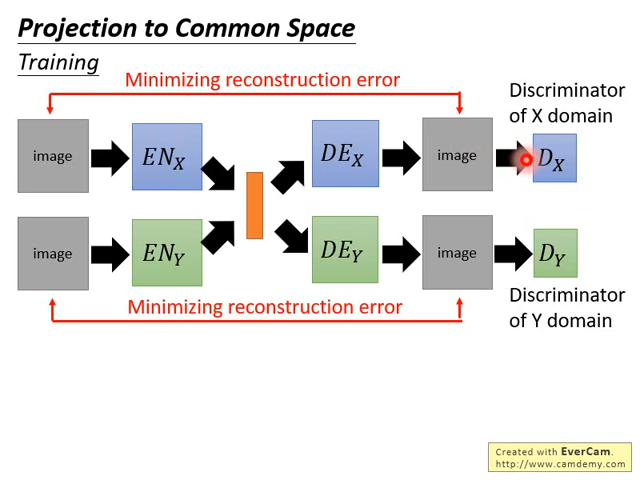 Projection to Common Space
Training
Minimizing reconstruction error
Discriminator
of X domain
image
EN_X
DE_X
image
D_X
image
EN_Y
DE_Y
image
D_Y
Minimizing reconstruction error
Discriminator
of Y domain
Created with EverCam.
http://www.camdemy.com